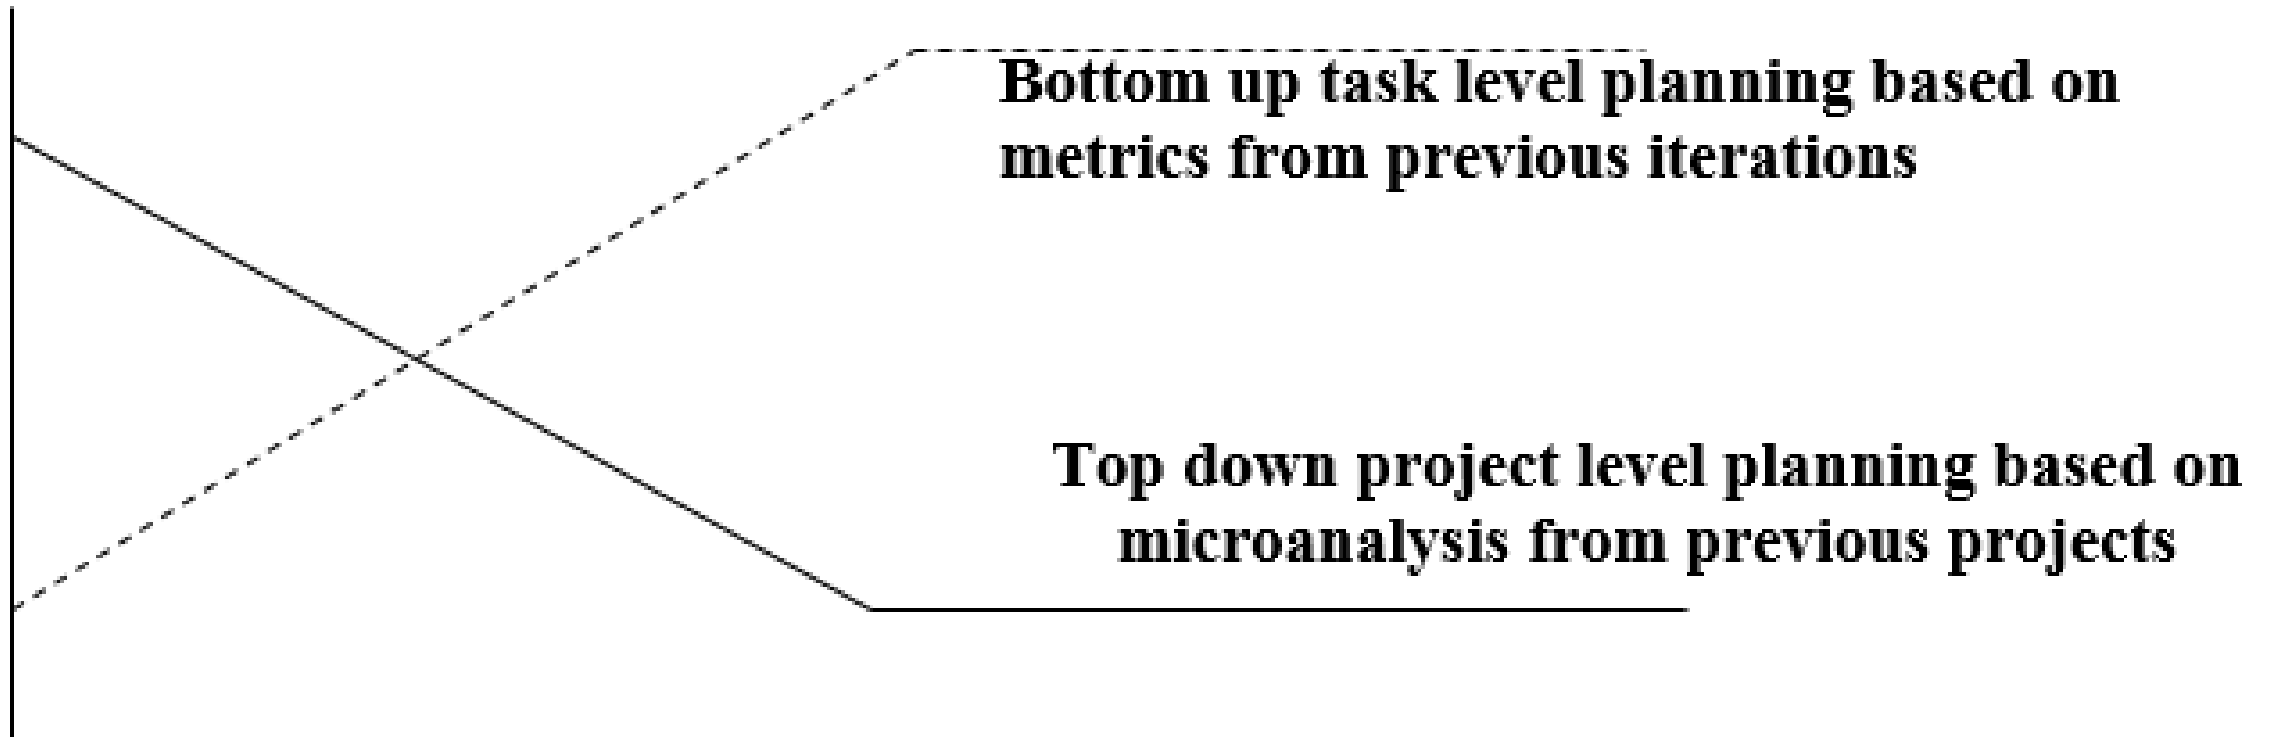 Bottom up task level planning based on
metrics from previous iterations
Top down project level planning based on
microanalysis from previous projects